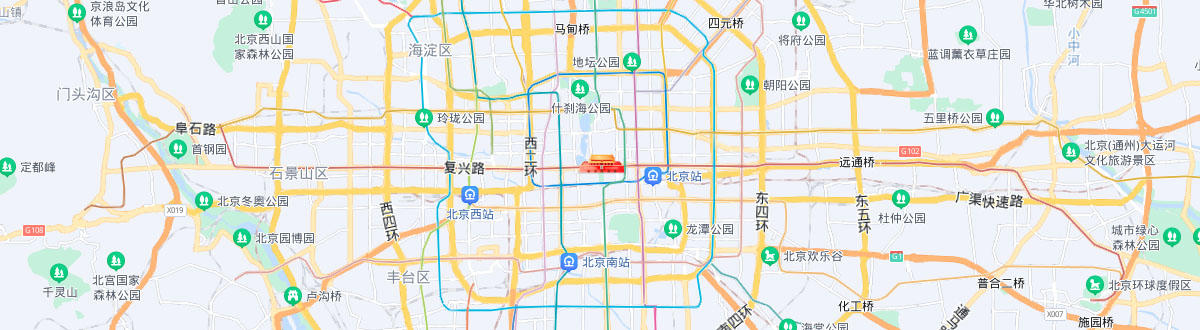 京浪岛文化
体育公园
北京西山国
家森林公园
海淀区
马甸桥
四元桥
将府公园
华北树木园
G4501
小中河
蓝调薰衣草庄园
地坛公园
朝阳公园
门头沟区
什刹海公园
玲珑公园
五里桥公园
阜石路
首钢园
G102
北京(通州)大运河
文化旅游景区
定都峰
石景山区
复兴路
西二环
远通桥
北京站
北京冬奥公园
X019
北京西站
西四环
东四环
东五环
杜仲公园
广渠快速路
G108
北京园博园
龙潭公园
城市绿心
森林公园
北宫国家
森林公园
千灵山
丰台区
北京南站
北京欢乐谷
G1
普合二桥
北京环球度假区
卢沟桥
化工桥
X007
施园桥
南四环
海棠公园